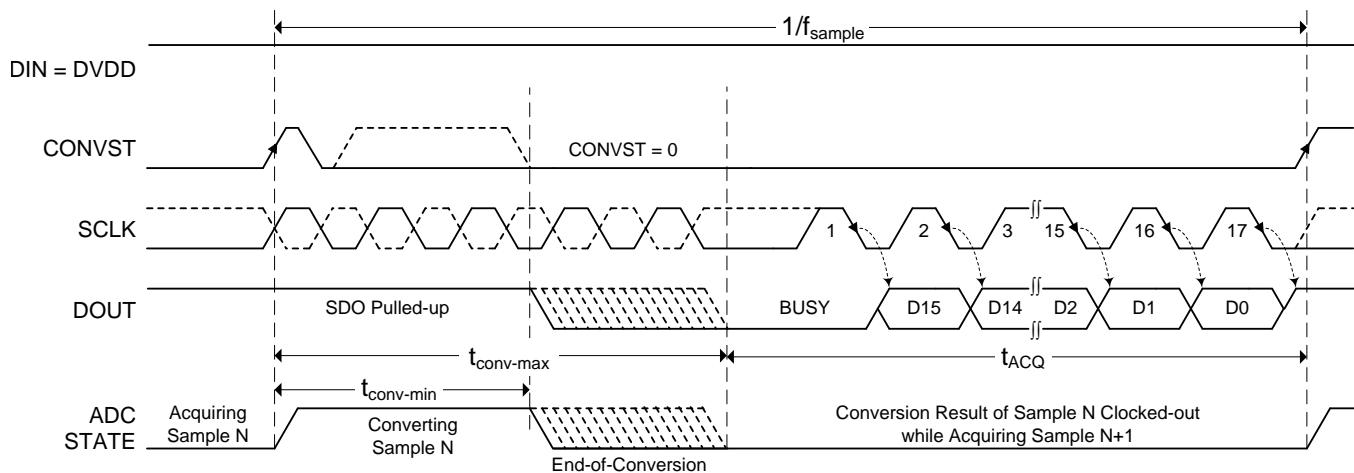 1/fsample
DIN = DVDD
CONVST
CONVST = 0
SCLK
1 2 3 ∫∫ 15 16 17
DOUT
SDO Pulled-up
BUSY D15 D14 ∫∫ D2 D1 D0
tconv-max
tACQ
tconv-min
ADC
STATE
Acquiring
Sample N
Converting
Sample N
End-of-Conversion
Conversion Result of Sample N Clocked-out
while Acquiring Sample N+1